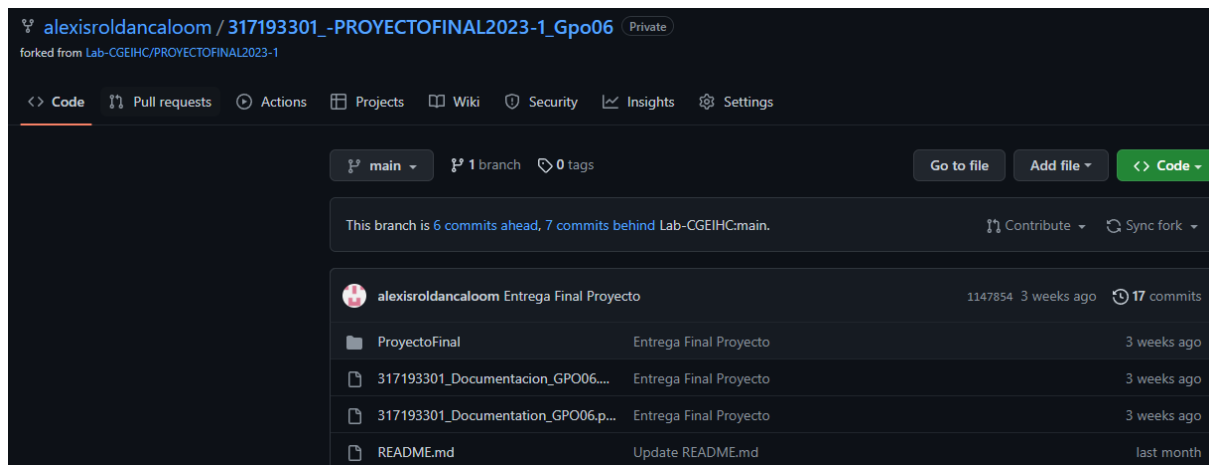 alexisroldancaloom / 317193301_-PROYECTOFINAL2023-1_Gpo06 Private
forked from Lab-CGEIHC/PROYECTOFINAL2023-1
<> Code Pull requests Actions Projects Wiki Security Insights Settings
main 1 branch 0 tags Go to file Add file <> Code
This branch is 6 commits ahead, 7 commits behind Lab-CGEIHC:main. Contribute Sync fork
alexisroldancaloom Entrega Final Proyecto 1147854 3 weeks ago 17 commits
ProyectoFinal Entrega Final Proyecto 3 weeks ago
317193301_Documentacion_GPO06.... Entrega Final Proyecto 3 weeks ago
317193301_Documentation_GPO06.p... Entrega Final Proyecto 3 weeks ago
README.md Update README.md last month